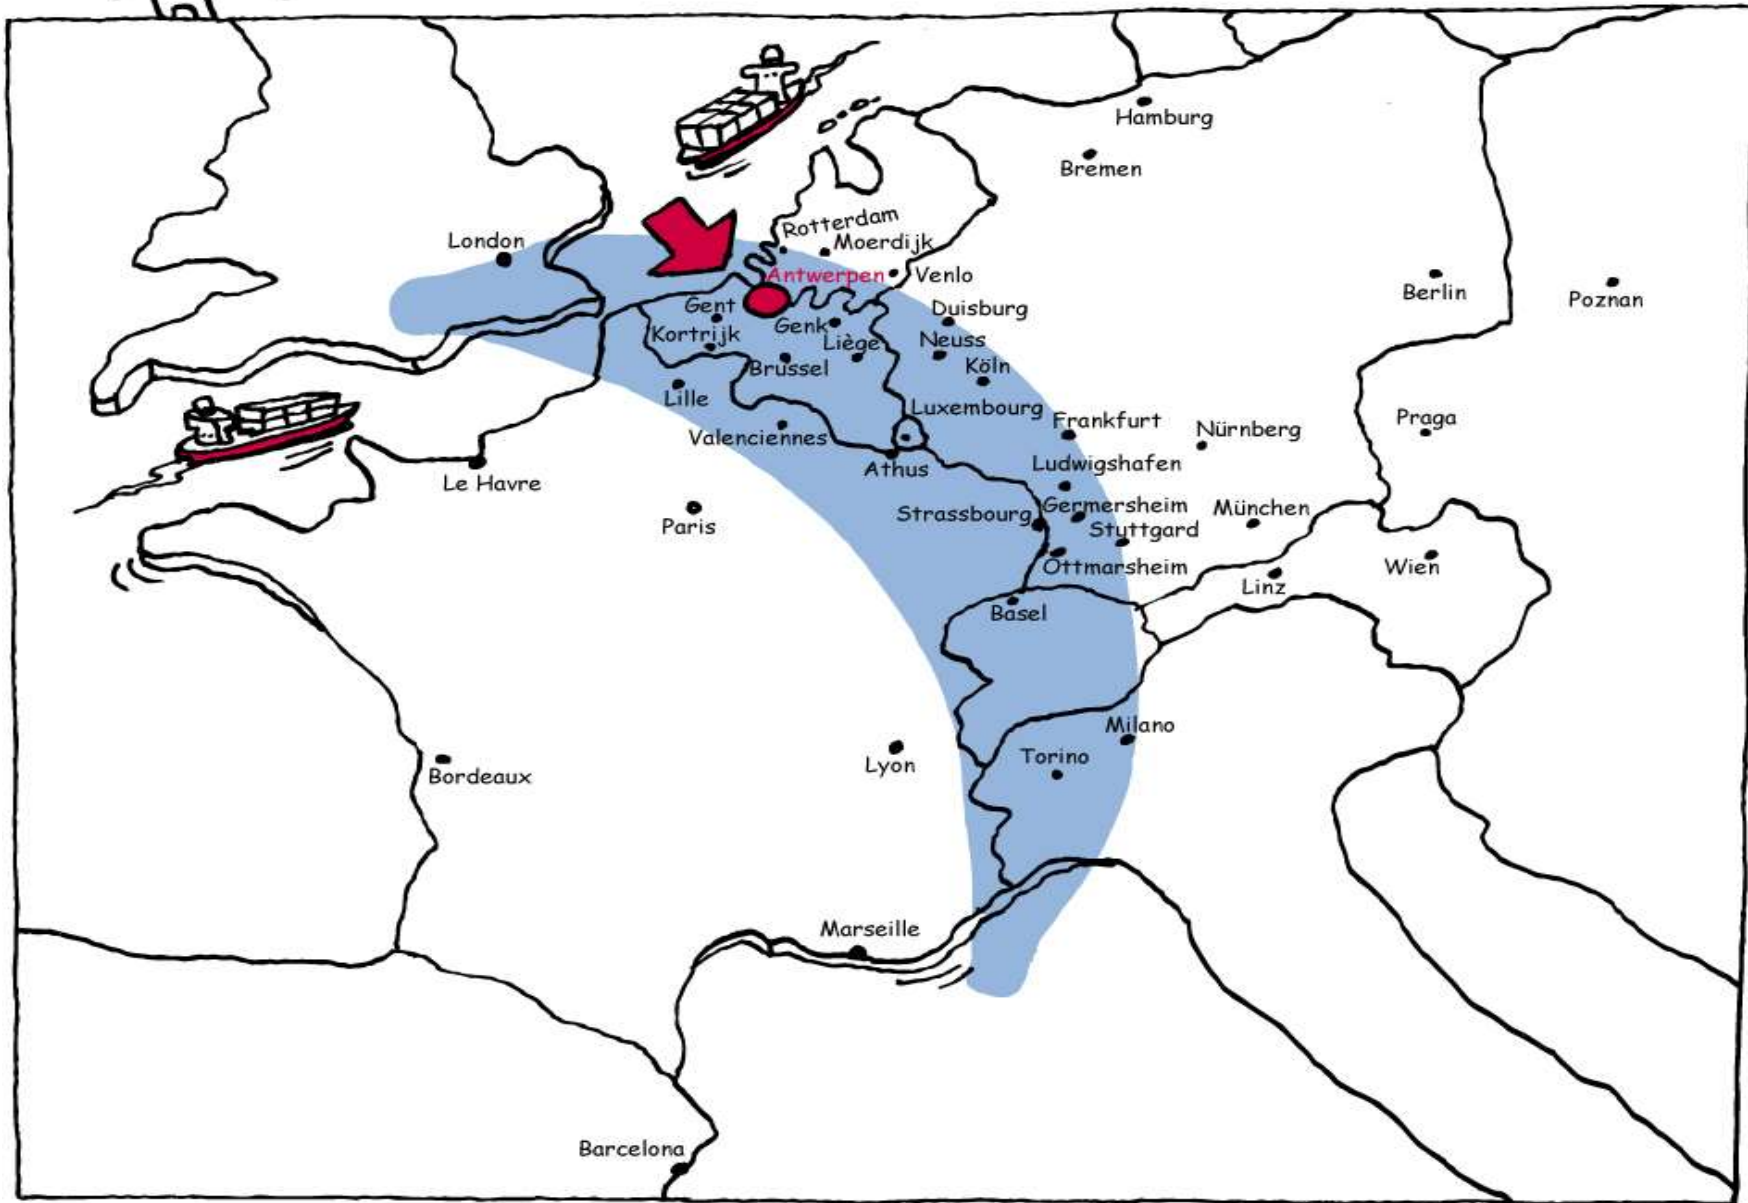 Hamburg
Bremen
Rotterdam
London
Moerdijk
Antwerpen
Venlo
Berlin
Poznan
Gent
Duisburg
Genk
Kortrijk
Liège
Neuss
Brussel
Köln
Lille
Luxembourg
Frankfurt
Praga
Nürnberg
Valenciennes
Athus
Ludwigshafen
Le Havre
Germersheim
München
Strassbourg
Paris
Stuttgard
Ottmarsheim
Wien
Linz
Basel
Milano
Torino
Lyon
Bordeaux
Marseille
Barcelona